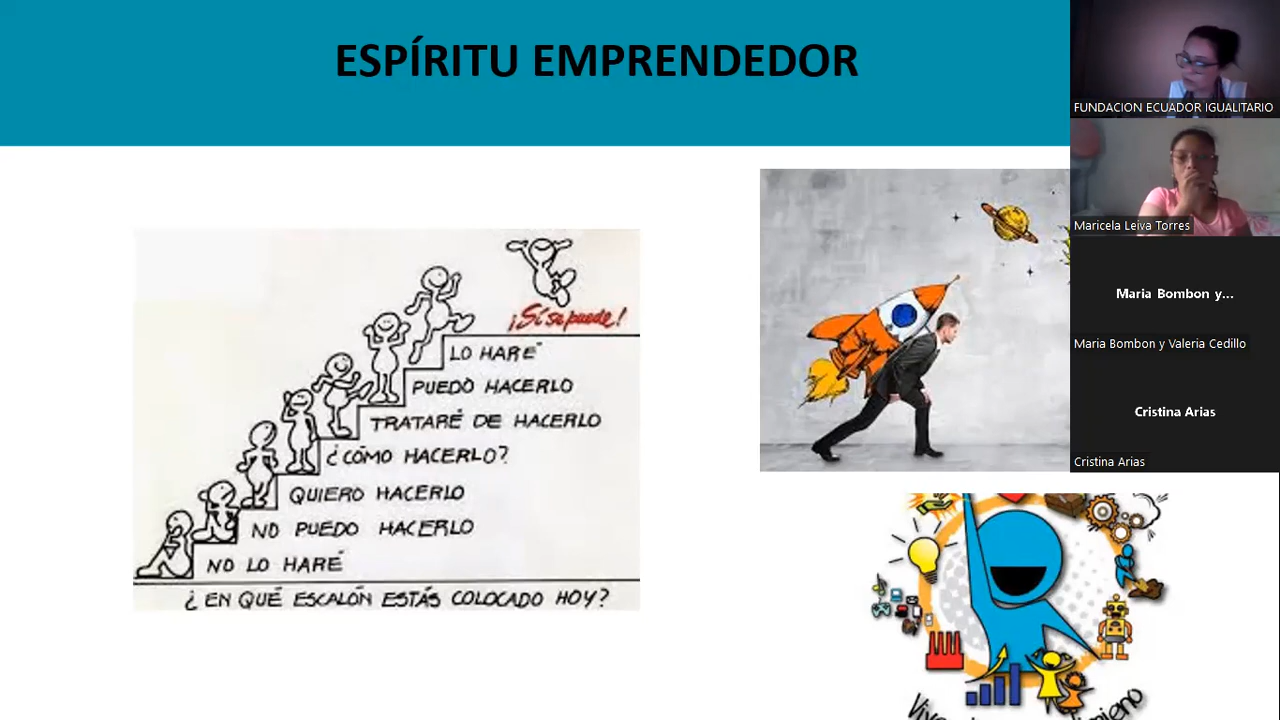 ESPÍRITU EMPRENDEDOR
¡Sí se puede!
LO HARÉ
PUEDO HACERLO
TRATARÉ DE HACERLO
¿CÓMO HACERLO?
QUIERO HACERLO
NO PUEDO HACERLO
NO LO HARÉ
¿EN QUÉ ESCALÓN ESTÁS COLOCADO HOY?
FUNDACION ECUADOR IGUALITARIO
Maricela Leiva Torres
Maria Bombon y...
Maria Bombon y Valeria Cedillo
Cristina Arias
Cristina Arias